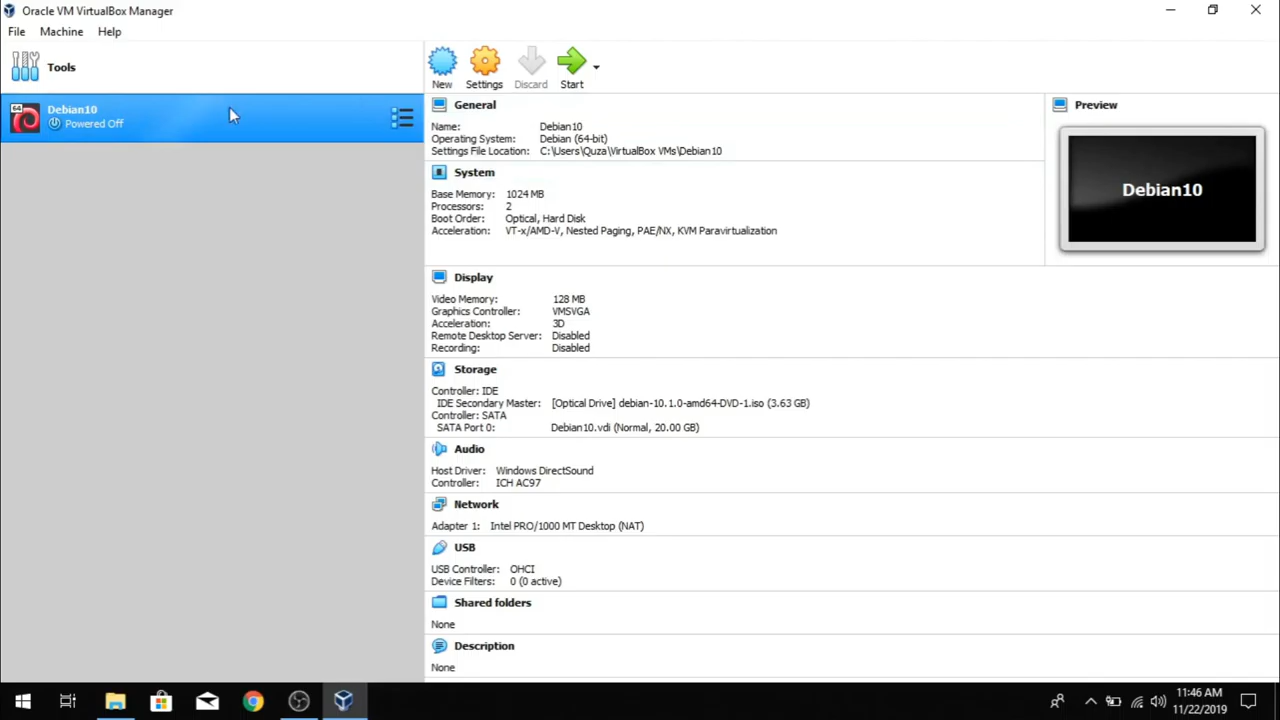 Oracle VM VirtualBox Manager
File Machine Help
Tools
New Settings Discard Start
64
Debian10
Powered Off
General
Name: Debian10
Operating System: Debian (64-bit)
Settings File Location: C:\Users\Quza\VirtualBox VMs\Debian10
Preview
Debian10
System
Base Memory: 1024 MB
Processors: 2
Boot Order: Optical, Hard Disk
Acceleration: VT-x/AMD-V, Nested Paging, PAE/NX, KVM Paravirtualization
Display
Video Memory: 128 MB
Graphics Controller: VMSVGA
Acceleration: 3D
Remote Desktop Server: Disabled
Recording: Disabled
Storage
Controller: IDE
IDE Secondary Master: [Optical Drive] debian-10.1.0-amd64-DVD-1.iso (3.63 GB)
Controller: SATA
SATA Port 0: Debian10.vdi (Normal, 20.00 GB)
Audio
Host Driver: Windows DirectSound
Controller: ICH AC97
Network
Adapter 1: Intel PRO/1000 MT Desktop (NAT)
USB
USB Controller: OHCI
Device Filters: 0 (0 active)
Shared folders
None
Description
None
11:46 AM
11/22/2019